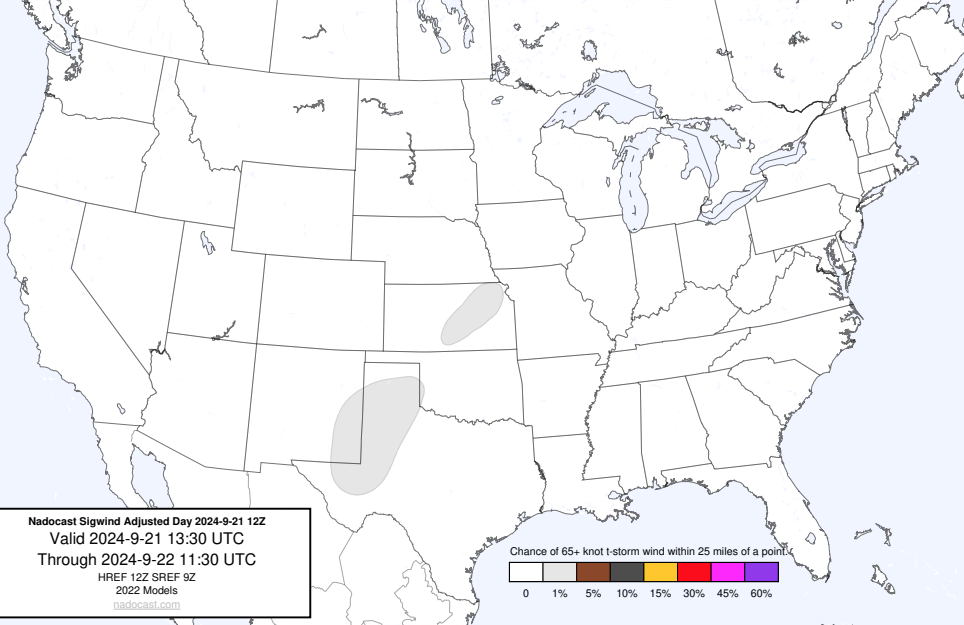 Nadocast Sigwind Adjusted Day 2024-9-21 12Z
Valid 2024-9-21 13:30 UTC
Through 2024-9-22 11:30 UTC
HREF 12Z SREF 9Z
2022 Models
nadocast.com
Chance of 65+ knot t-storm wind within 25 miles of a point.
0 1% 5% 10% 15% 30% 45% 60%